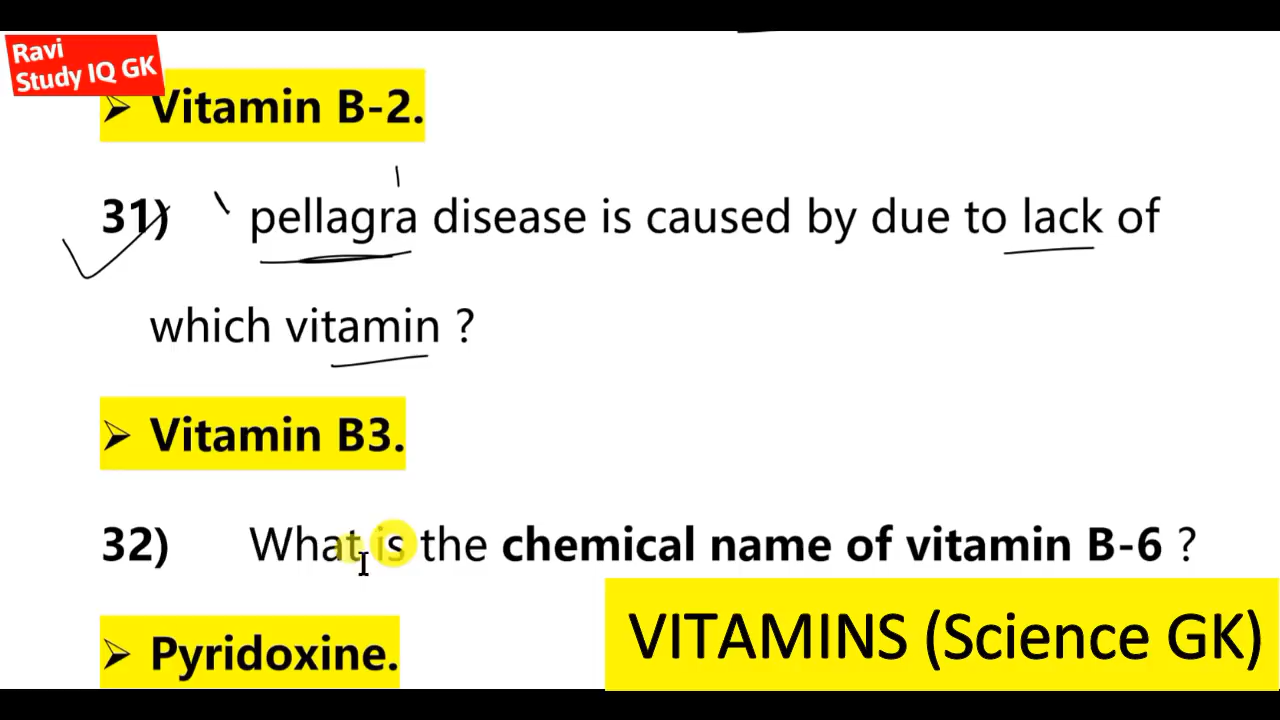 Ravi
Study IQ GK
➢ Vitamin B-2.
31) pellagra disease is caused by due to lack of
which vitamin ?
➢ Vitamin B3.
32) What is the chemical name of vitamin B-6 ?
➢ Pyridoxine.
VITAMINS (Science GK)